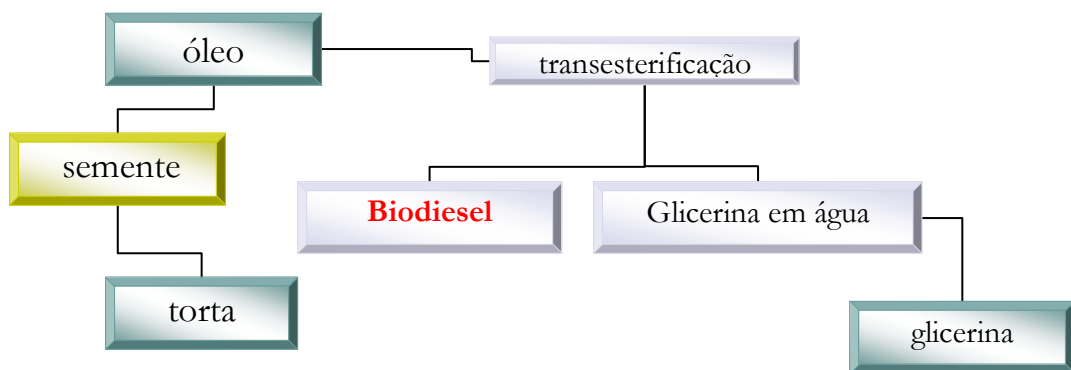 óleo
transesterificação
semente
Biodiesel
Glicerina em água
torta
glicerina